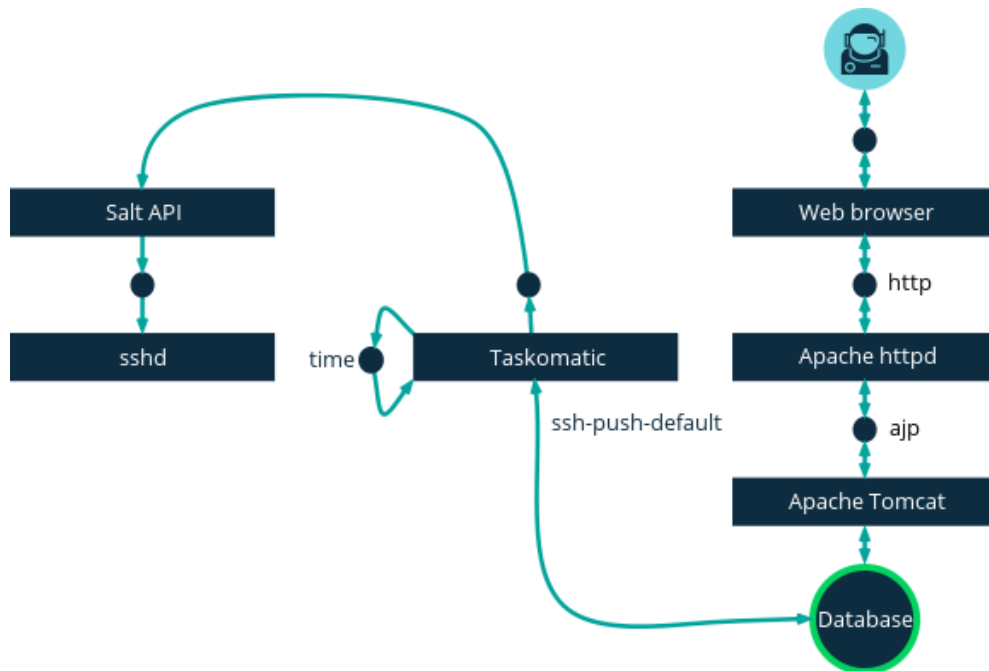 Salt API
Web browser
http
sshd
time
Taskomatic
Apache httpd
ssh-push-default
ajp
Apache Tomcat
Database